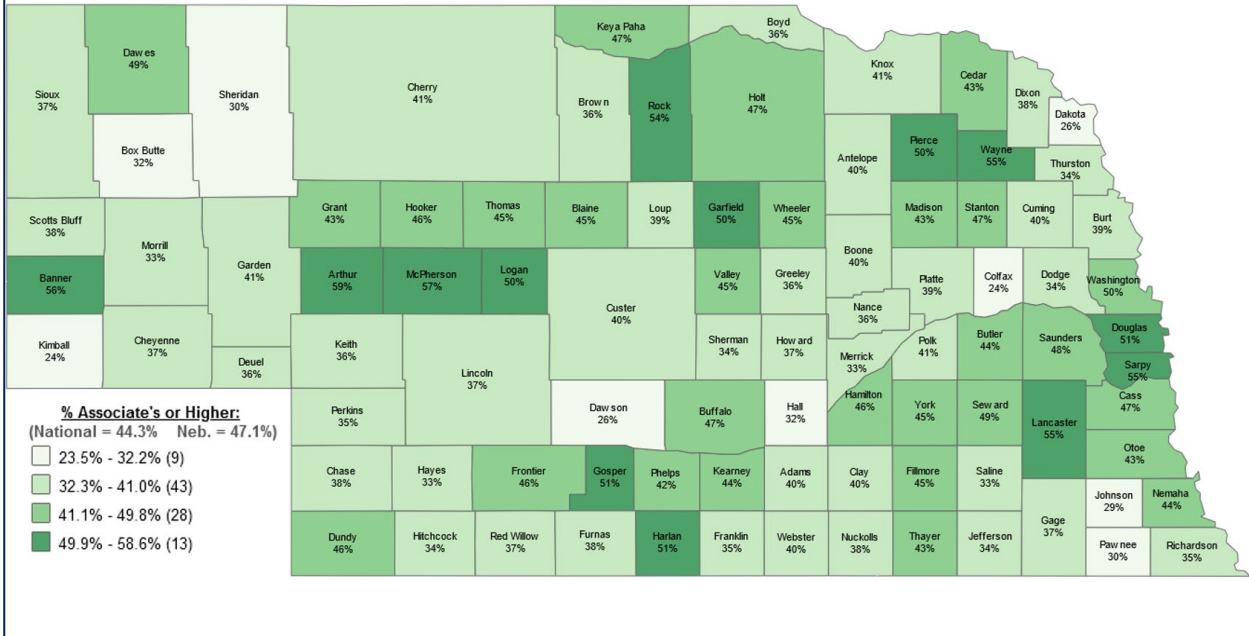 Keya Paha
47%
Boyd
36%
Dawes
49%
Sioux
37%
Sheridan
30%
Cherry
41%
Brown
36%
Rock
54%
Holt
47%
Knox
41%
Cedar
43%
Dixon
38%
Dakota
26%
Box Butte
32%
Antelope
40%
Pierce
50%
Wayne
55%
Thurston
34%
Scotts Bluff
38%
Morrill
33%
Garden
41%
Grant
43%
Hooker
46%
Thomas
45%
Blaine
45%
Loup
39%
Garfield
50%
Wheeler
45%
Madison
43%
Stanton
47%
Cuming
40%
Burt
39%
Banner
56%
Arthur
59%
McPherson
57%
Logan
50%
Custer
40%
Valley
45%
Greeley
36%
Boone
40%
Platte
39%
Colfax
24%
Dodge
34%
Washington
50%
Nance
36%
Kimball
24%
Cheyenne
37%
Deuel
36%
Keith
36%
Lincoln
37%
Sherman
34%
Howard
37%
Merrick
33%
Polk
41%
Butler
44%
Saunders
48%
Douglas
51%
Sarpy
55%
Perkins
35%
Dawson
26%
Buffalo
47%
Hall
32%
Hamilton
46%
York
45%
Seward
49%
Lancaster
55%
Cass
47%
Otoe
43%
Chase
38%
Hayes
33%
Frontier
46%
Gosper
51%
Phelps
42%
Kearney
44%
Adams
40%
Clay
40%
Fillmore
45%
Saline
33%
Gage
37%
Johnson
29%
Nemaha
44%
Dundy
46%
Hitchcock
34%
Red Willow
37%
Furnas
38%
Harlan
51%
Franklin
35%
Webster
40%
Nuckolls
38%
Thayer
43%
Jefferson
34%
Pawnee
30%
Richardson
35%
% Associate's or Higher:
(National = 44.3% Neb. = 47.1%)
23.5% - 32.2% (9)
32.3% - 41.0% (43)
41.1% - 49.8% (28)
49.9% - 58.6% (13)